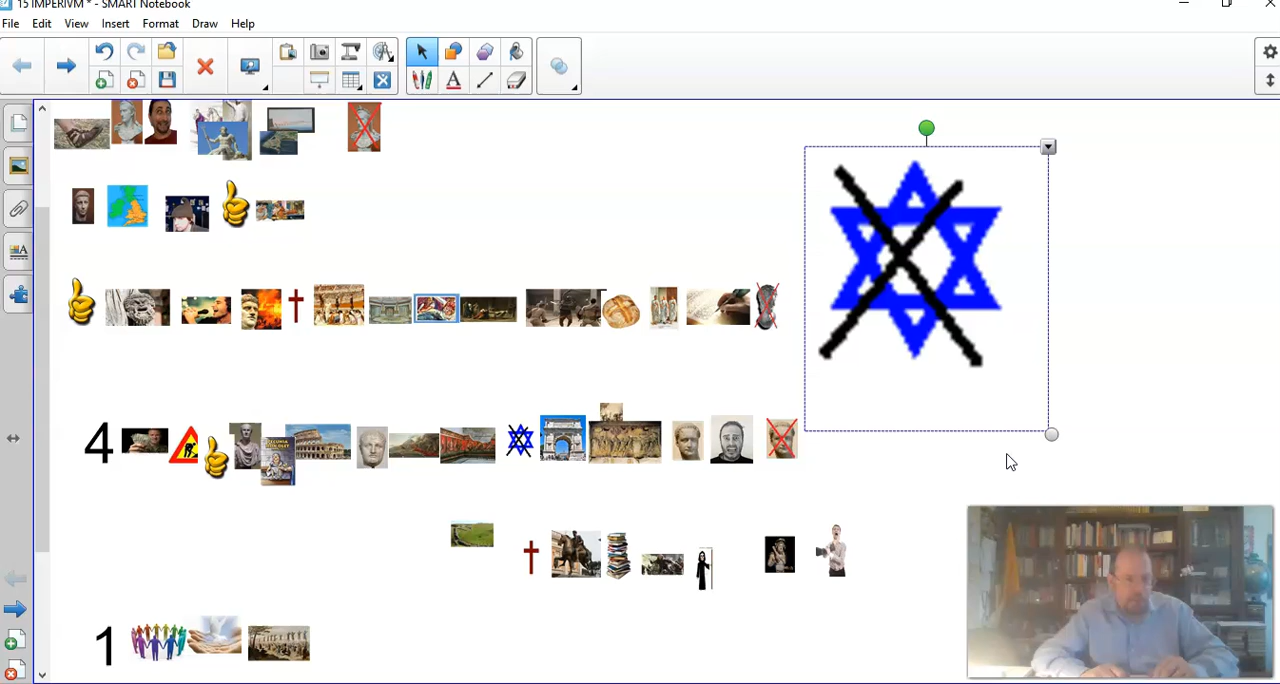 15 IMPERIVM * - SMART Notebook
File Edit View Insert Format Draw Help
4
1